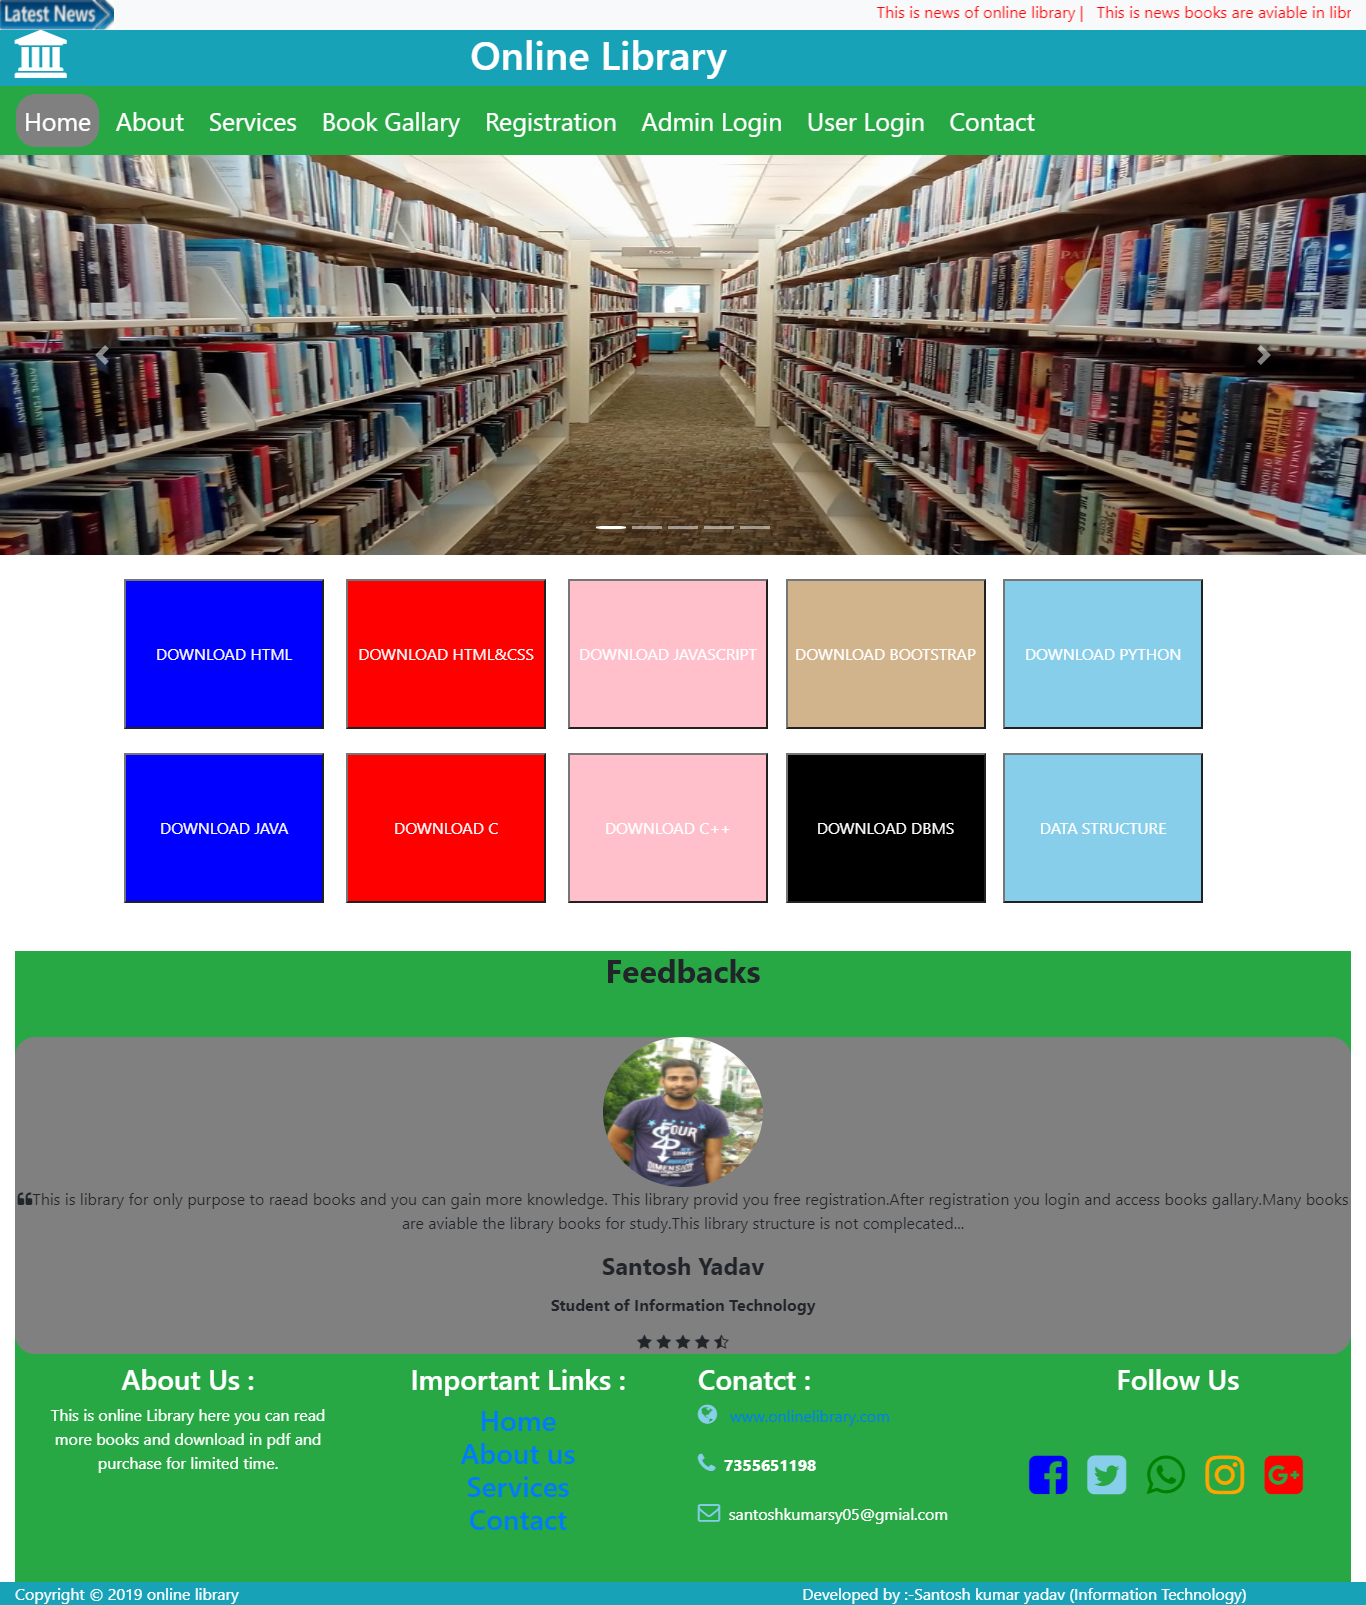 Latest News
This is news of online library | This is news books are aviable in libr
Online Library
Home About Services Book Gallary Registration Admin Login User Login Contact
Fiction
DOWNLOAD HTML DOWNLOAD HTML&CSS DOWNLOAD JAVASCRIPT DOWNLOAD BOOTSTRAP DOWNLOAD PYTHON
DOWNLOAD JAVA DOWNLOAD C DOWNLOAD C++ DOWNLOAD DBMS DATA STRUCTURE
Feedbacks
This is library for only purpose to raead books and you can gain more knowledge. This library provid you free registration.After registration you login and access books gallary.Many books
are aviable the library books for study.This library structure is not complecated...
Santosh Yadav
Student of Information Technology
About Us :
This is online Library here you can read
more books and download in pdf and
purchase for limited time.
Important Links :
Home
About us
Services
Contact
Conatct :
www.onlinelibrary.com
7355651198
santoshkumarsy05@gmial.com
Follow Us
Copyright © 2019 online library
Developed by :-Santosh kumar yadav (Information Technology)